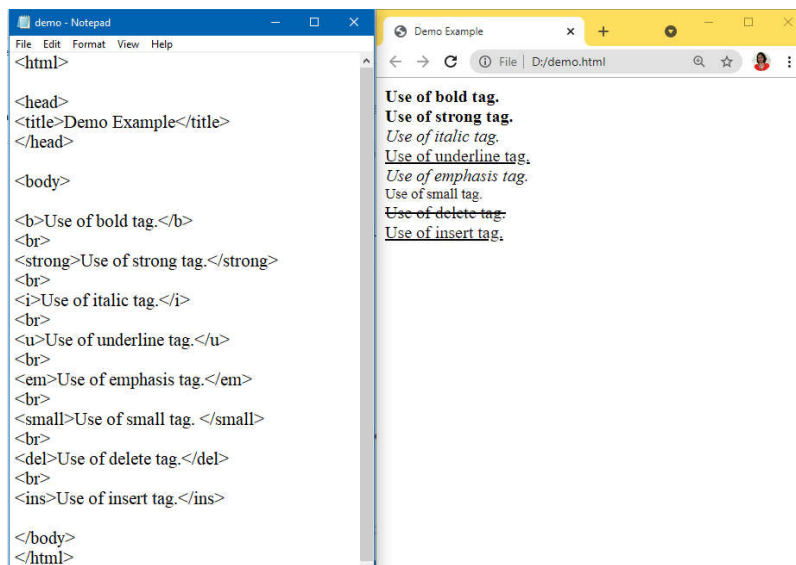 demo - Notepad
File Edit Format View Help
<html>
<head>
<title>Demo Example</title>
</head>
<body>
<b>Use of bold tag.</b>
<br>
<strong>Use of strong tag.</strong>
<br>
<i>Use of italic tag.</i>
<br>
<u>Use of underline tag.</u>
<br>
<em>Use of emphasis tag.</em>
<br>
<small>Use of small tag. </small>
<br>
<del>Use of delete tag.</del>
<br>
<ins>Use of insert tag.</ins>
</body>
</html>
Demo Example
File D:/demo.html
Use of bold tag.
Use of strong tag.
Use of italic tag.
Use of underline tag.
Use of emphasis tag.
Use of small tag.
Use of delete tag.
Use of insert tag.